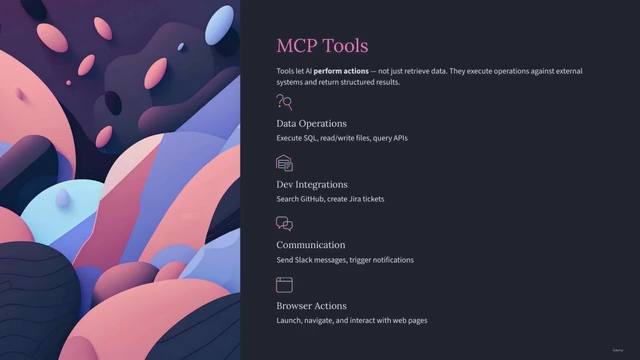 MCP Tools
Tools let AI perform actions — not just retrieve data. They execute operations against external
systems and return structured results.
Data Operations
Execute SQL, read/write files, query APIs
Dev Integrations
Search GitHub, create Jira tickets
Communication
Send Slack messages, trigger notifications
Browser Actions
Launch, navigate, and interact with web pages